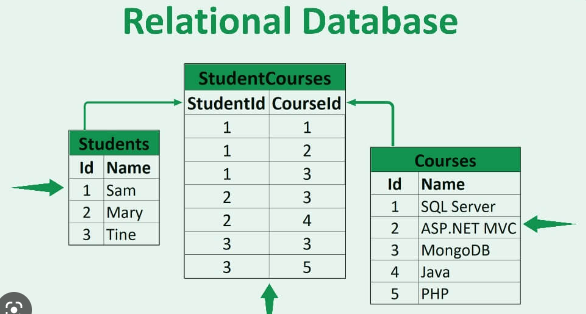 Relational Database
StudentCourses
StudentId CourseId
1 1
1 2
1 3
2 3
2 4
3 3
3 5
Students
Id Name
1 Sam
2 Mary
3 Tine
Courses
Id Name
1 SQL Server
2 ASP.NET MVC
3 MongoDB
4 Java
5 PHP